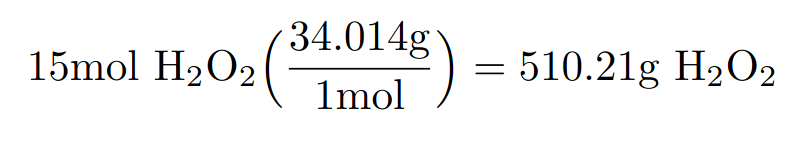 15mol H₂O₂(34.014g/1mol) = 510.21g H₂O₂